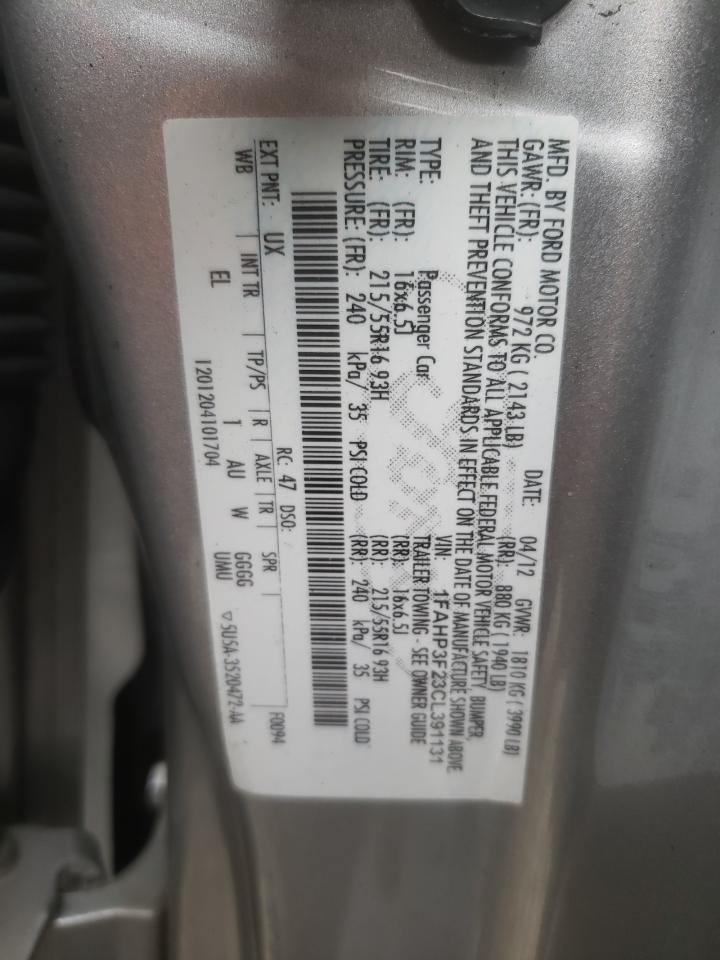 MFD. BY FORD MOTOR CO.
DATE: 04/12 GVWR: 1810 KG ( 3990 LB)
GAWR: (FR): 972 KG ( 2143 LB) (RR): 880 KG ( 1940 LB)
THIS VEHICLE CONFORMS TO ALL APPLICABLE FEDERAL MOTOR VEHICLE SAFETY, BUMPER,
AND THEFT PREVENTION STANDARDS IN EFFECT ON THE DATE OF MANUFACTURE SHOWN ABOVE
VIN: 1FAHP3F23CL391131
TYPE: Passenger Car TRAILER TOWING - SEE OWNER GUIDE
RIM: (FR): 16x6.5J (RR): 16x6.5J
TIRE: (FR): 215/55R16 93H (RR): 215/55R16 93H
PRESSURE: (FR): 240 kPa/ 35 PSI COLD (RR): 240 kPa/ 35 PSI COLD
EXT PNT: UX RC: 47 DSO: F0094
WB INT TR TP/PS R AXLE TR SPR
EL 1 AU W GGGG
UMU
1201204101704 ▽ 5U5A-3520472-AA